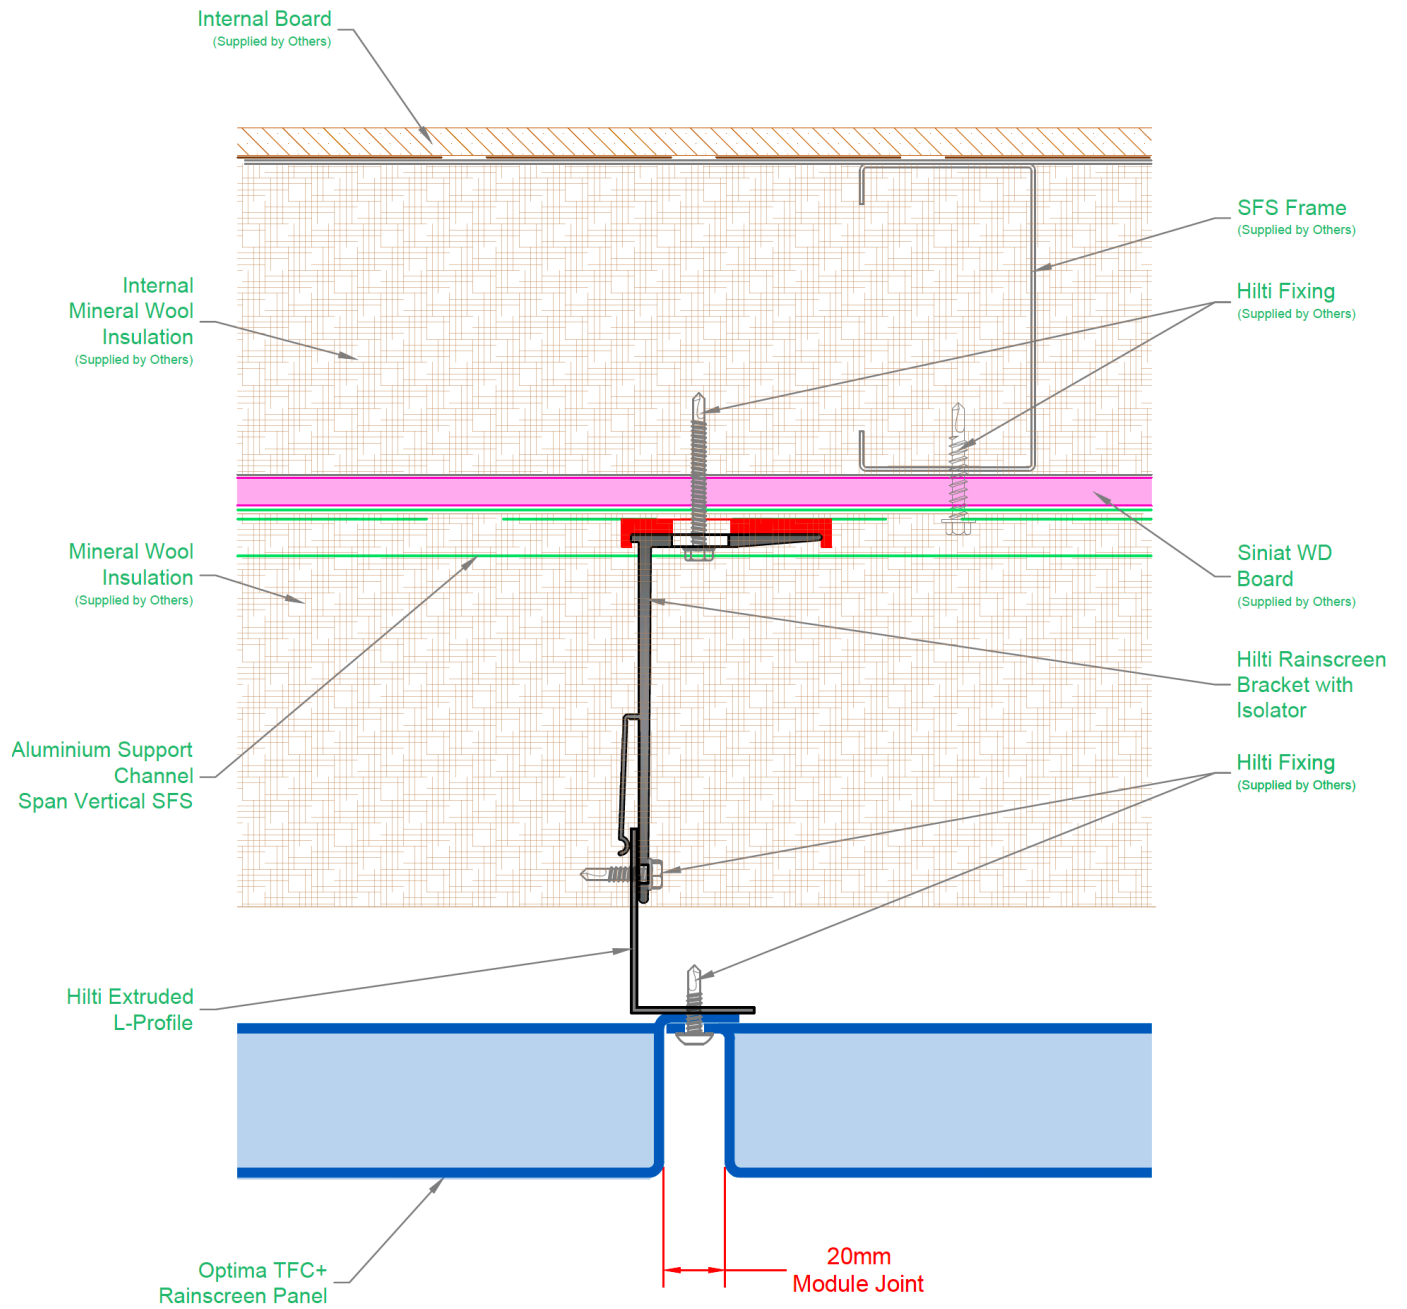 Internal Board
(Supplied by Others)
SFS Frame
(Supplied by Others)
Internal
Mineral Wool
Insulation
(Supplied by Others)
Hilti Fixing
(Supplied by Others)
Mineral Wool
Insulation
(Supplied by Others)
Siniat WD
Board
(Supplied by Others)
Hilti Rainscreen
Bracket with
Isolator
Aluminium Support
Channel
Span Vertical SFS
Hilti Fixing
(Supplied by Others)
Hilti Extruded
L-Profile
Optima TFC+
Rainscreen Panel
20mm
Module Joint